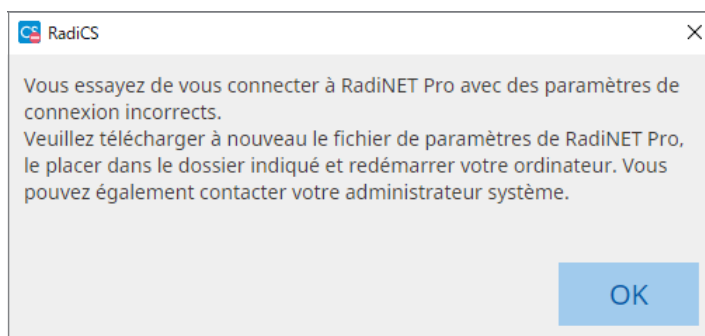 CS RadiCS
Vous essayez de vous connecter à RadiNET Pro avec des paramètres de
connexion incorrects.
Veuillez télécharger à nouveau le fichier de paramètres de RadiNET Pro,
le placer dans le dossier indiqué et redémarrer votre ordinateur. Vous
pouvez également contacter votre administrateur système.
OK